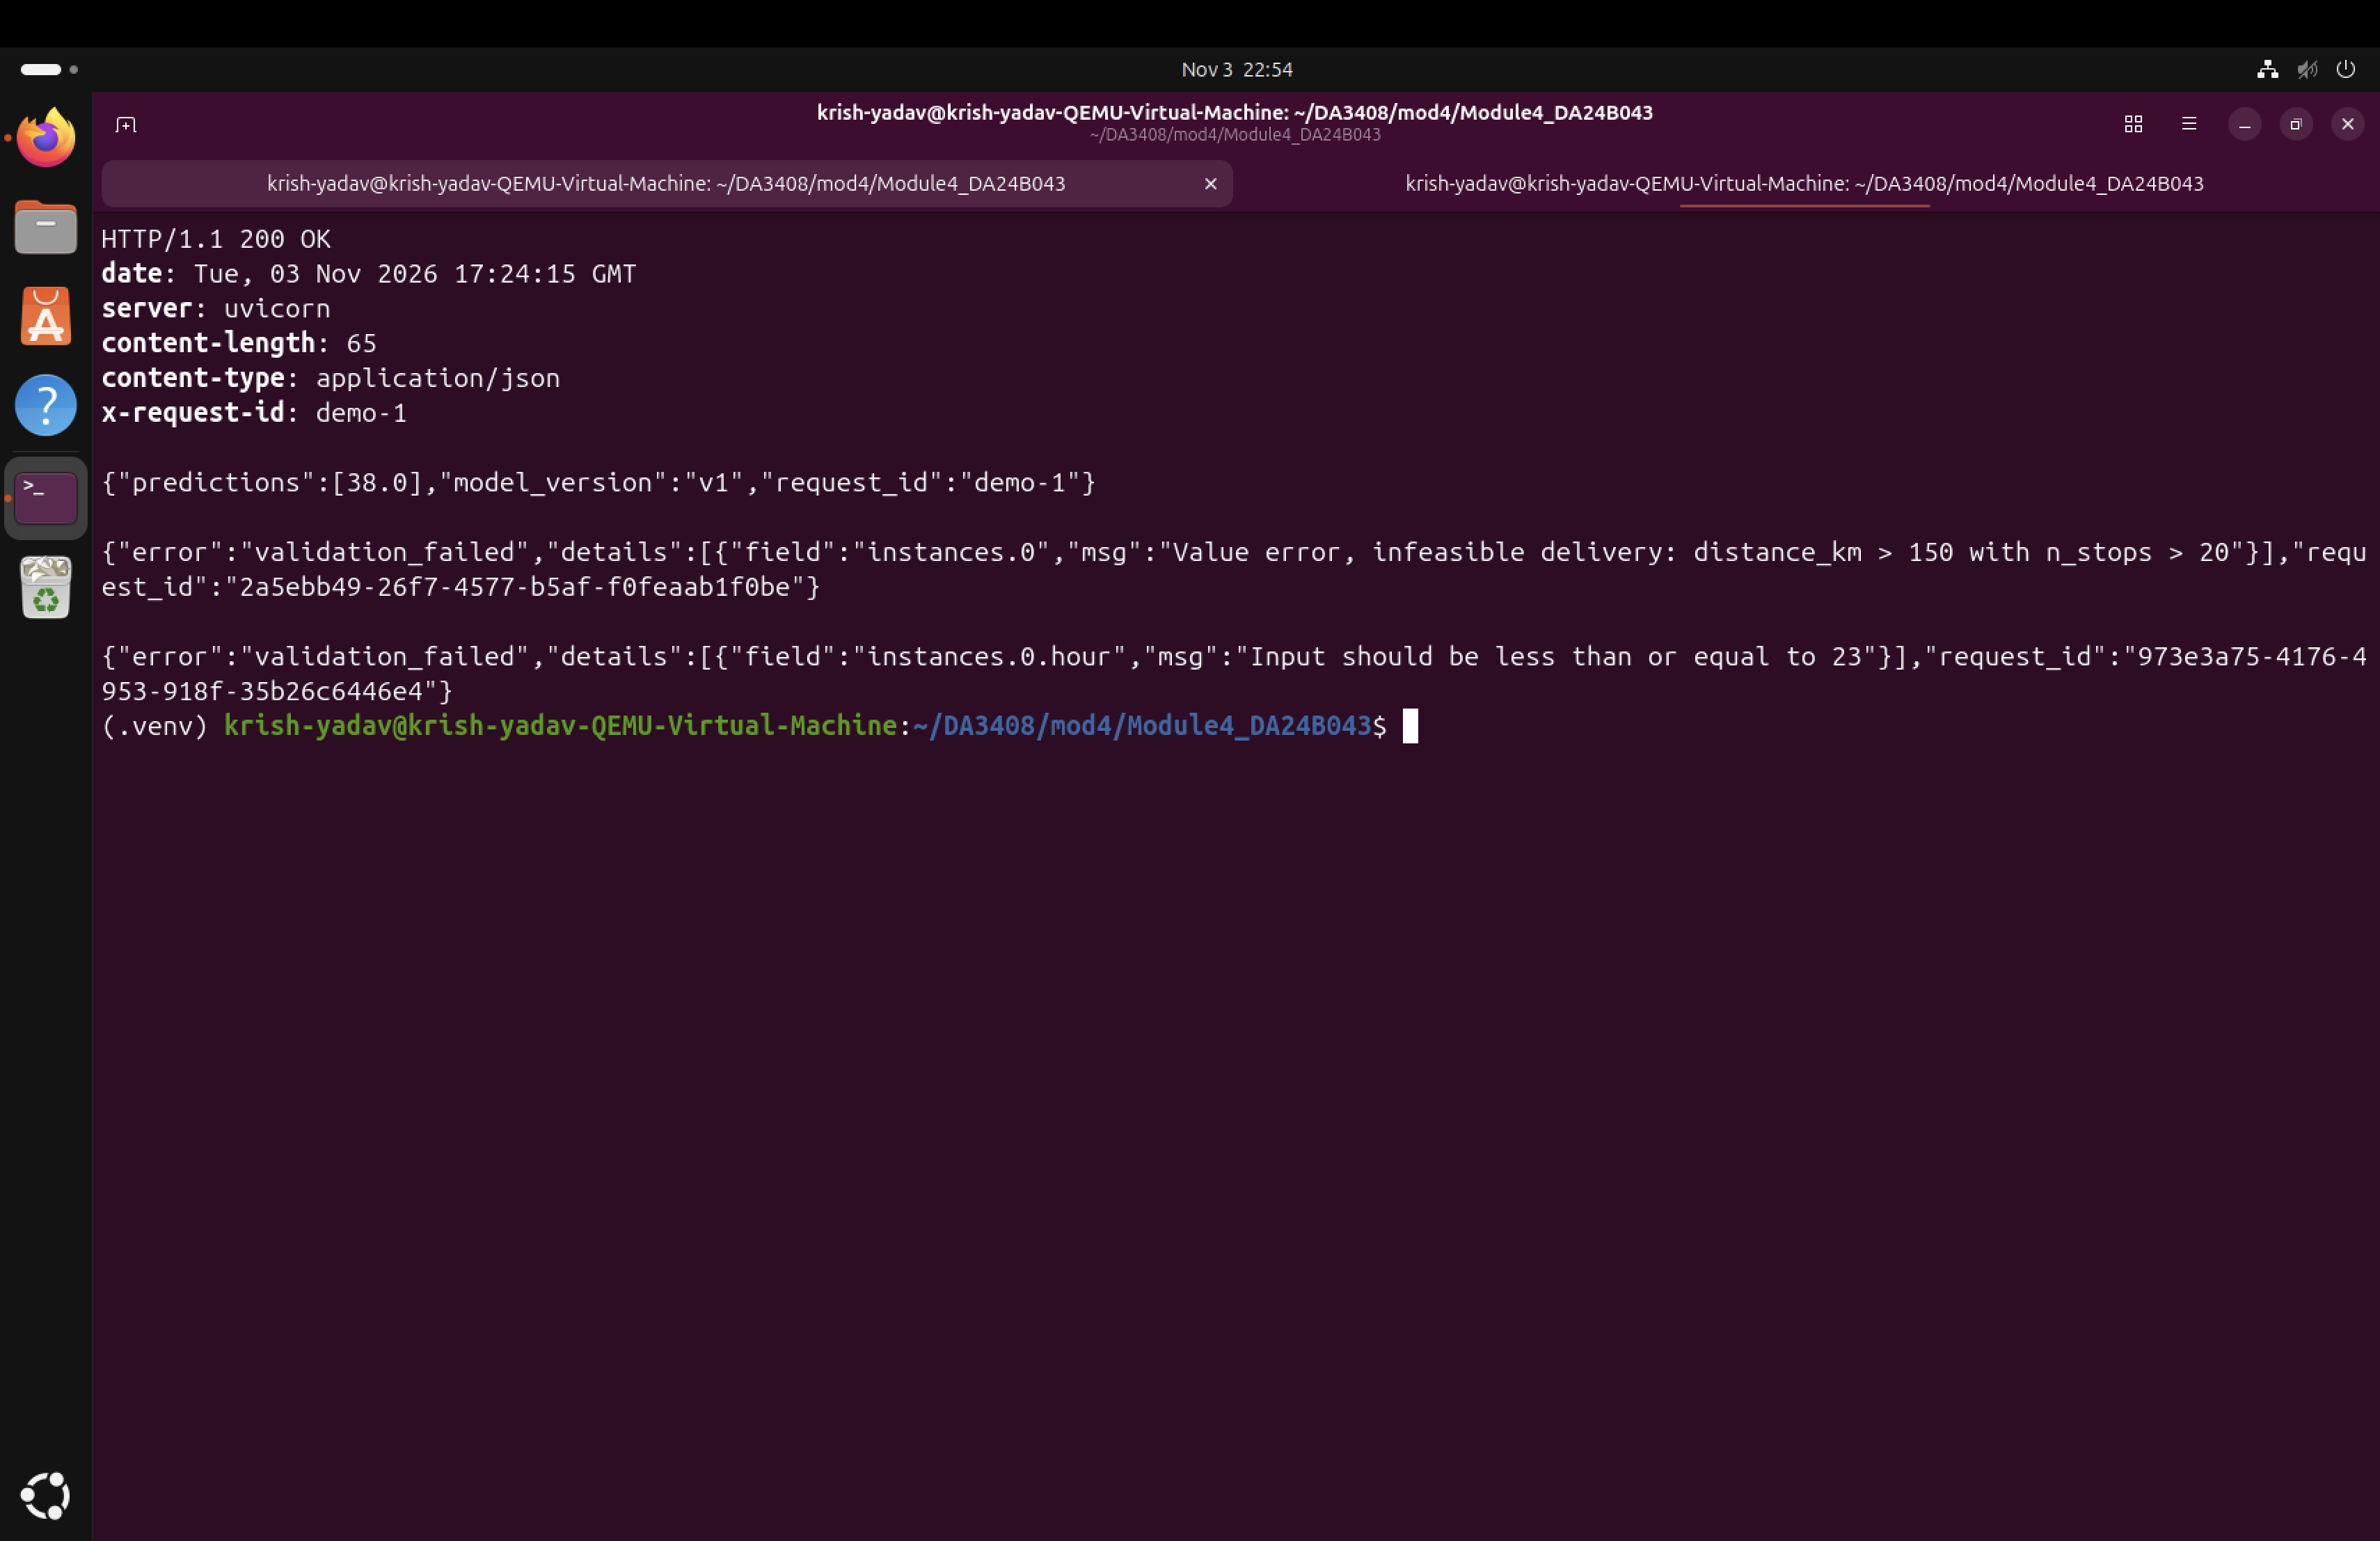 Nov 3 22:54
krish-yadav@krish-yadav-QEMU-Virtual-Machine: ~/DA3408/mod4/Module4_DA24B043
~/DA3408/mod4/Module4_DA24B043
krish-yadav@krish-yadav-QEMU-Virtual-Machine: ~/DA3408/mod4/Module4_DA24B043
krish-yadav@krish-yadav-QEMU-Virtual-Machine: ~/DA3408/mod4/Module4_DA24B043
HTTP/1.1 200 OK
date: Tue, 03 Nov 2026 17:24:15 GMT
server: uvicorn
content-length: 65
content-type: application/json
x-request-id: demo-1
{"predictions":[38.0],"model_version":"v1","request_id":"demo-1"}
{"error":"validation_failed","details":[{"field":"instances.0","msg":"Value error, infeasible delivery: distance_km > 150 with n_stops > 20"}],"requ
est_id":"2a5ebb49-26f7-4577-b5af-f0feaab1f0be"}
{"error":"validation_failed","details":[{"field":"instances.0.hour","msg":"Input should be less than or equal to 23"}],"request_id":"973e3a75-4176-4
953-918f-35b26c6446e4"}
(.venv) krish-yadav@krish-yadav-QEMU-Virtual-Machine:~/DA3408/mod4/Module4_DA24B043$